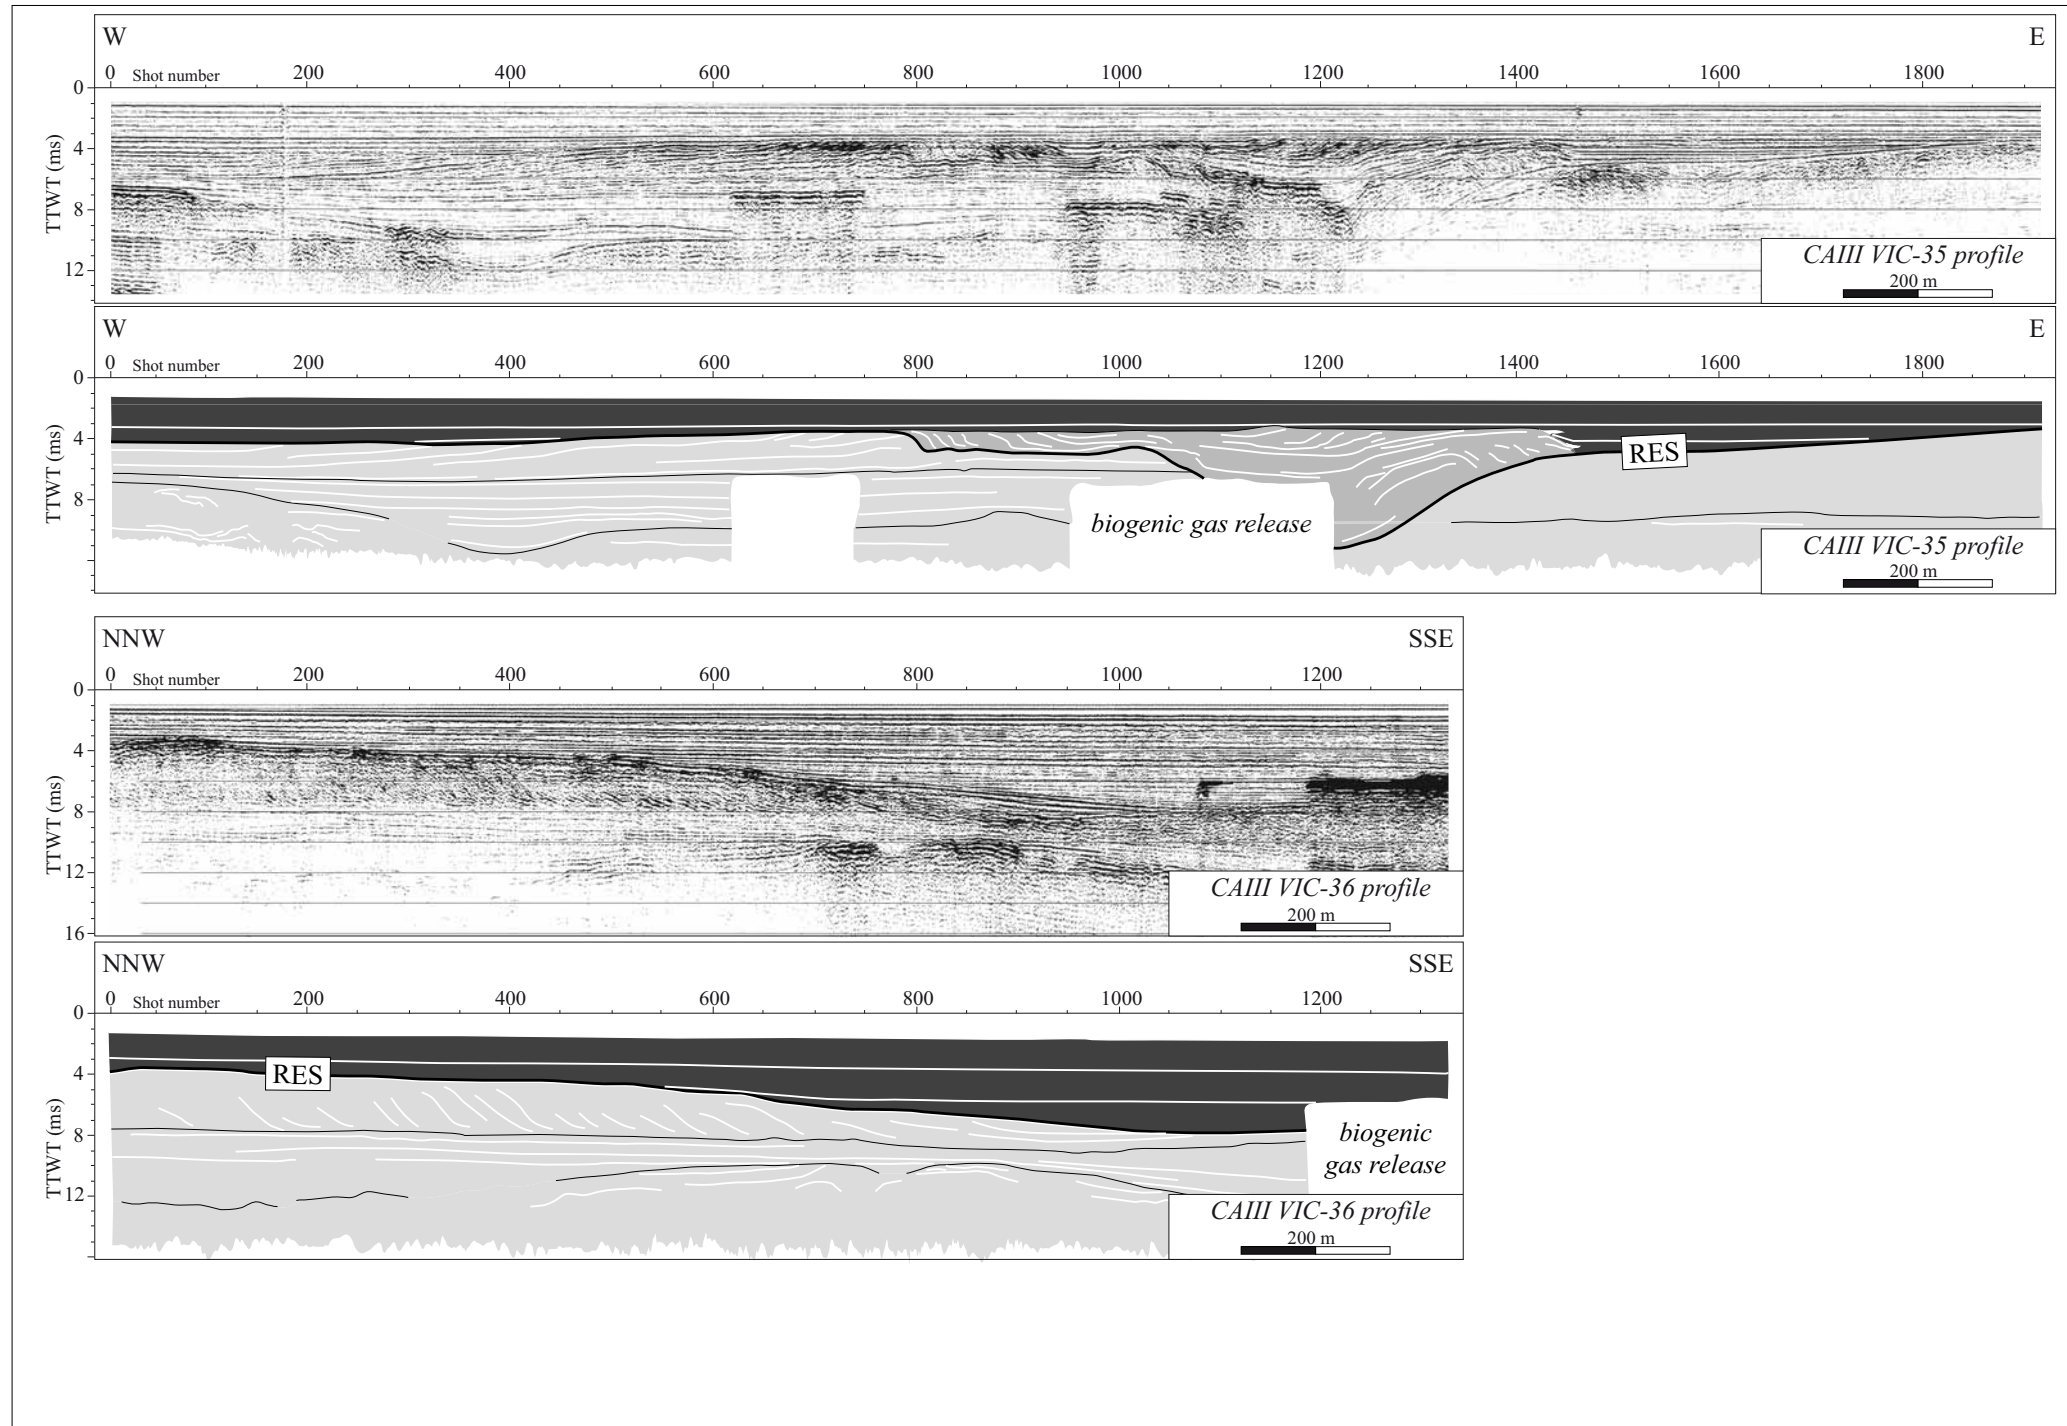 W E
0 Shot number 200 400 600 800 1000 1200 1400 1600 1800
0
4
8
12
TTWT (ms)
CAIII VIC-35 profile
200 m
W E
0 Shot number 200 400 600 800 1000 1200 1400 1600 1800
0
4
8
TTWT (ms)
RES
biogenic gas release
CAIII VIC-35 profile
200 m
NNW SSE
0 Shot number 200 400 600 800 1000 1200
0
4
8
12
16
TTWT (ms)
CAIII VIC-36 profile
200 m
NNW SSE
0 Shot number 200 400 600 800 1000 1200
0
4
8
12
TTWT (ms)
RES
biogenic
gas release
CAIII VIC-36 profile
200 m